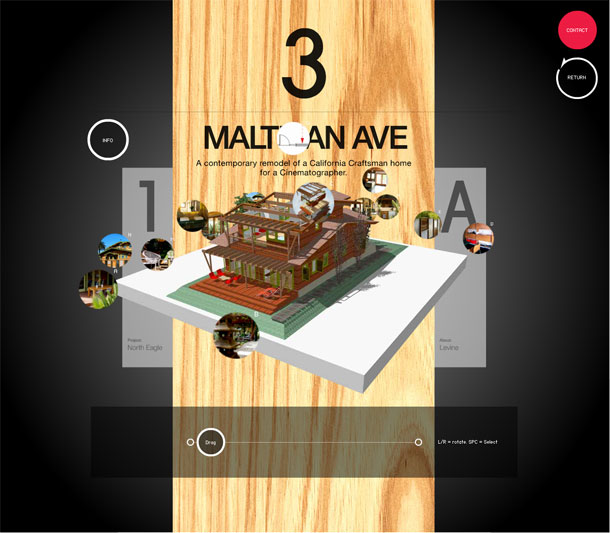 3
CONTACT
RETURN
INFO
MALT AN AVE
A contemporary remodel of a California Craftsman home
for a Cinematographer.
1
A
H
A
D
Project
North Eagle
About
Levine
Drag
L/R = rotate, SPC = Select